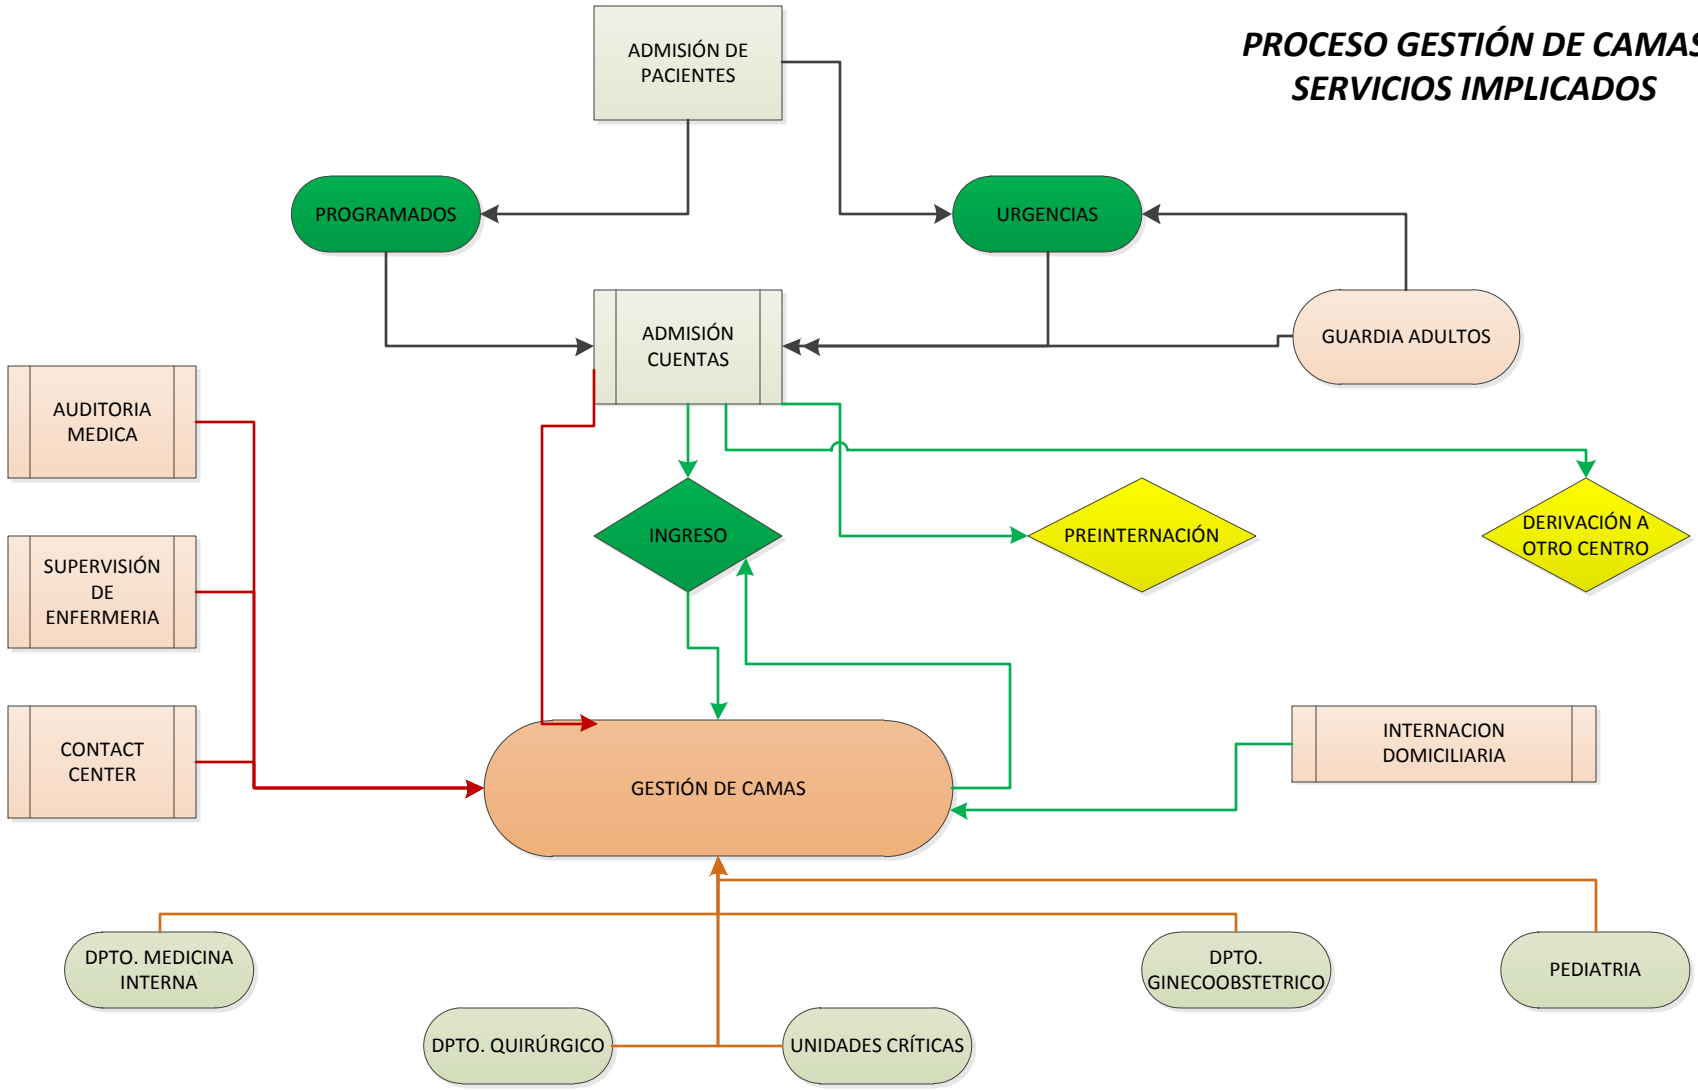 PROCESO GESTIÓN DE CAMAS
SERVICIOS IMPLICADOS
ADMISIÓN DE
PACIENTES
PROGRAMADOS
URGENCIAS
ADMISIÓN
CUENTAS
GUARDIA ADULTOS
AUDITORIA
MEDICA
INGRESO
PREINTERNACIÓN
DERIVACIÓN A
OTRO CENTRO
SUPERVISIÓN
DE
ENFERMERIA
CONTACT
CENTER
GESTIÓN DE CAMAS
INTERNACION
DOMICILIARIA
DPTO. MEDICINA
INTERNA
DPTO.
GINECOOBSTETRICO
PEDIATRIA
DPTO. QUIRÚRGICO
UNIDADES CRÍTICAS